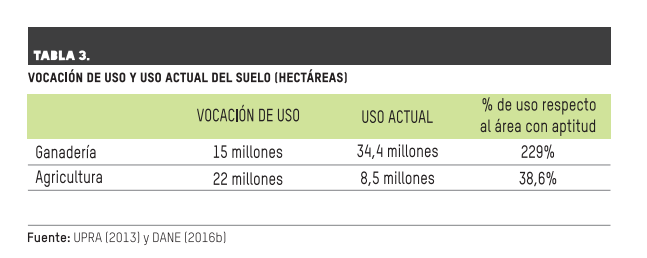 TABLA 3.
VOCACIÓN DE USO Y USO ACTUAL DEL SUELO (HECTÁREAS)
VOCACIÓN DE USO USO ACTUAL % de uso respecto
al área con aptitud
Ganadería 15 millones 34,4 millones 229%
Agricultura 22 millones 8,5 millones 38,6%
Fuente: UPRA (2013) y DANE (2016b)